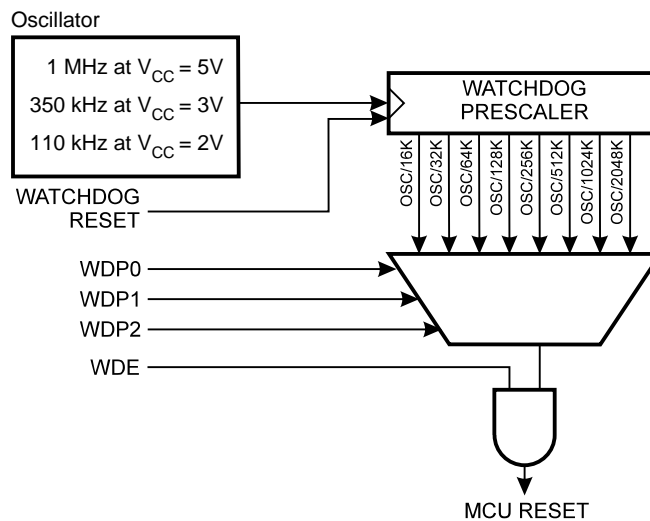 Oscillator
1 MHz at VCC = 5V
350 kHz at VCC = 3V
110 kHz at VCC = 2V
WATCHDOG
PRESCALER
OSC/16K
OSC/32K
OSC/64K
OSC/128K
OSC/256K
OSC/512K
OSC/1024K
OSC/2048K
WATCHDOG
RESET
WDP0
WDP1
WDP2
WDE
MCU RESET